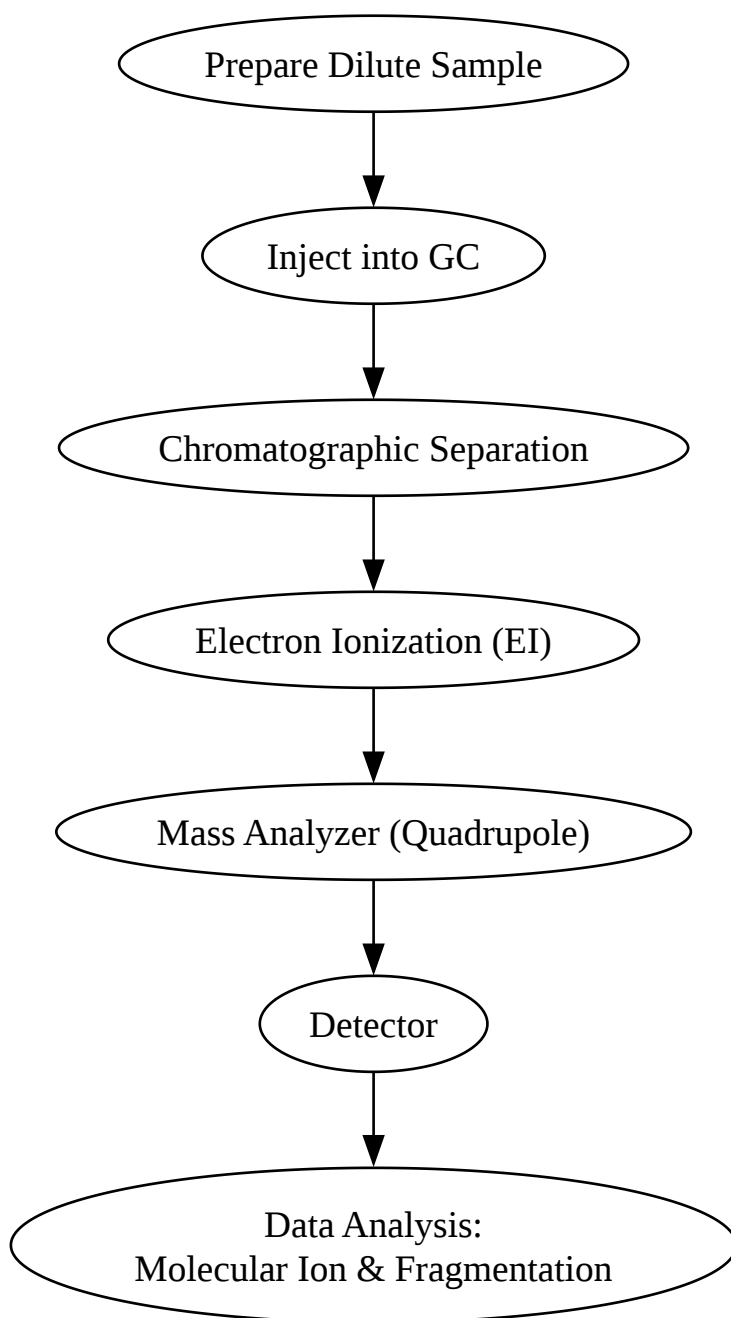 Prepare Dilute Sample
Inject into GC
Chromatographic Separation
Electron Ionization (EI)
Mass Analyzer (Quadrupole)
Detector
Data Analysis:
Molecular Ion & Fragmentation